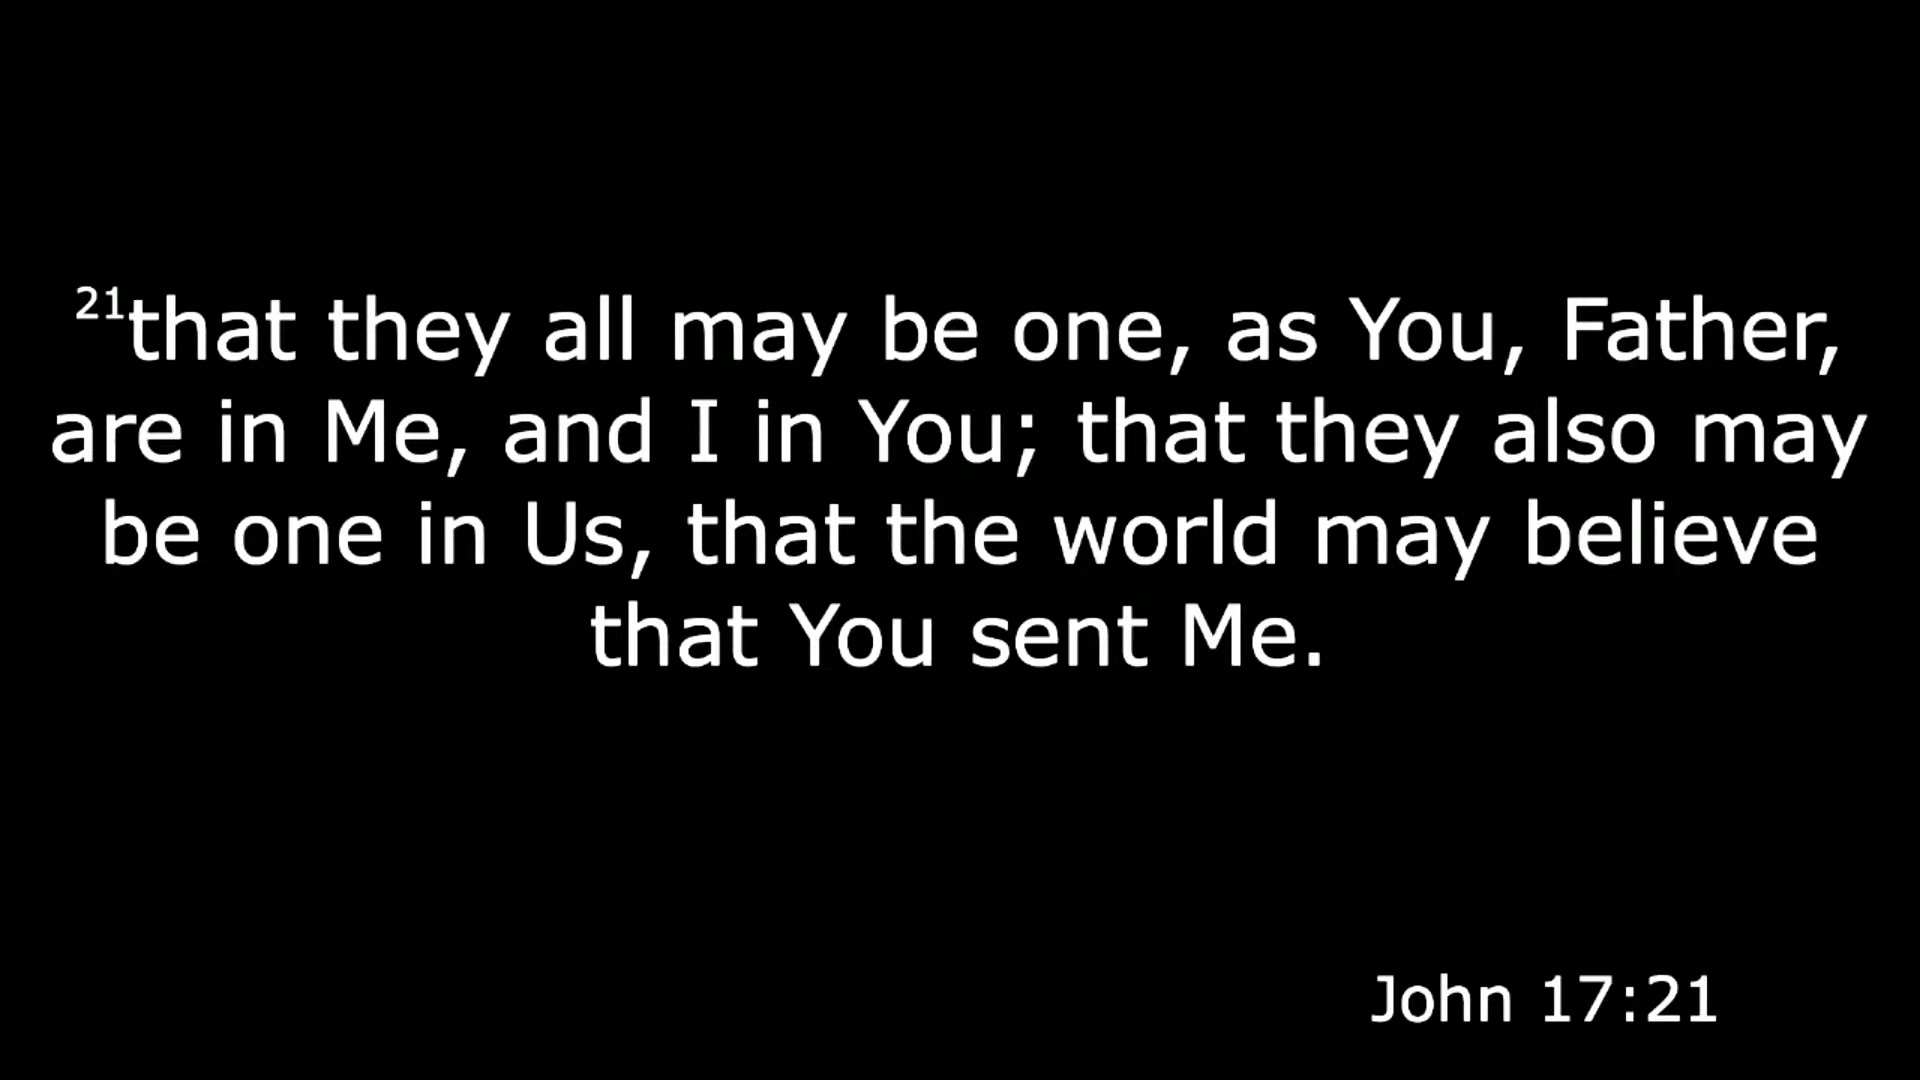 21that they all may be one, as You, Father,
are in Me, and I in You; that they also may
be one in Us, that the world may believe
that You sent Me.
John 17:21